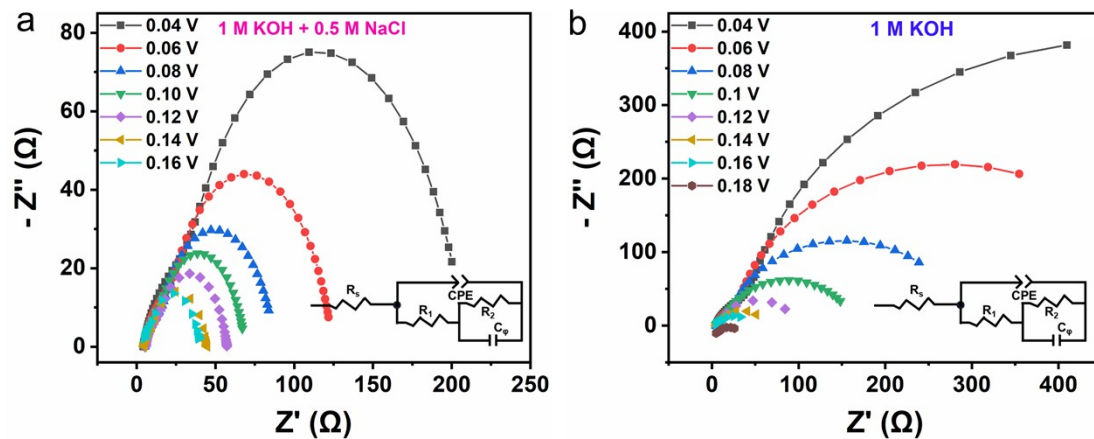 a
1 M KOH + 0.5 M NaCl
0.04 V
0.06 V
0.08 V
0.10 V
0.12 V
0.14 V
0.16 V
- Z'' (Ω)
80
60
40
20
0
Rs
R1
CPE
R2
Cφ
0
50
100
150
200
250
Z' (Ω)
b
1 M KOH
0.04 V
0.06 V
0.08 V
0.1 V
0.12 V
0.14 V
0.16 V
0.18 V
- Z'' (Ω)
400
300
200
100
0
Rs
R1
CPE
R2
Cφ
0
100
200
300
400
Z' (Ω)